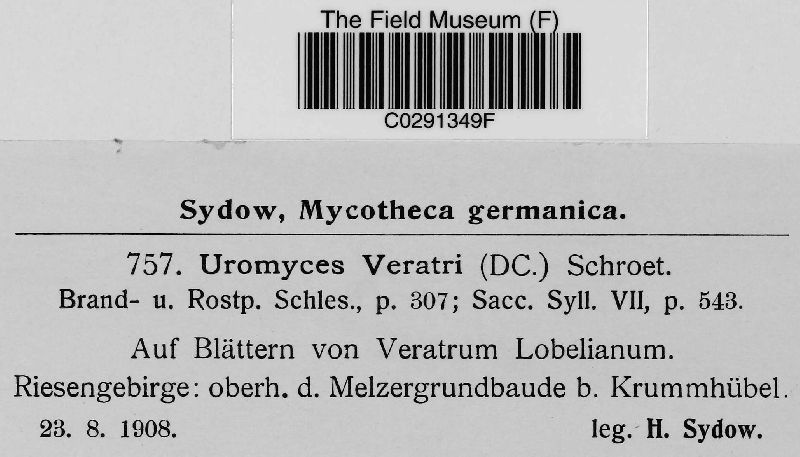 The Field Museum (F)
C0291349F
Sydow, Mycotheca germanica.
757. Uromyces Veratri (DC.) Schroet.
Brand- u. Rostp. Schles., p. 307; Sacc. Syll. VII, p. 543.
Auf Blättern von Veratrum Lobelianum.
Riesengebirge: oberh. d. Melzergrundbaude b. Krummhübel.
23. 8. 1908. leg. H. Sydow.